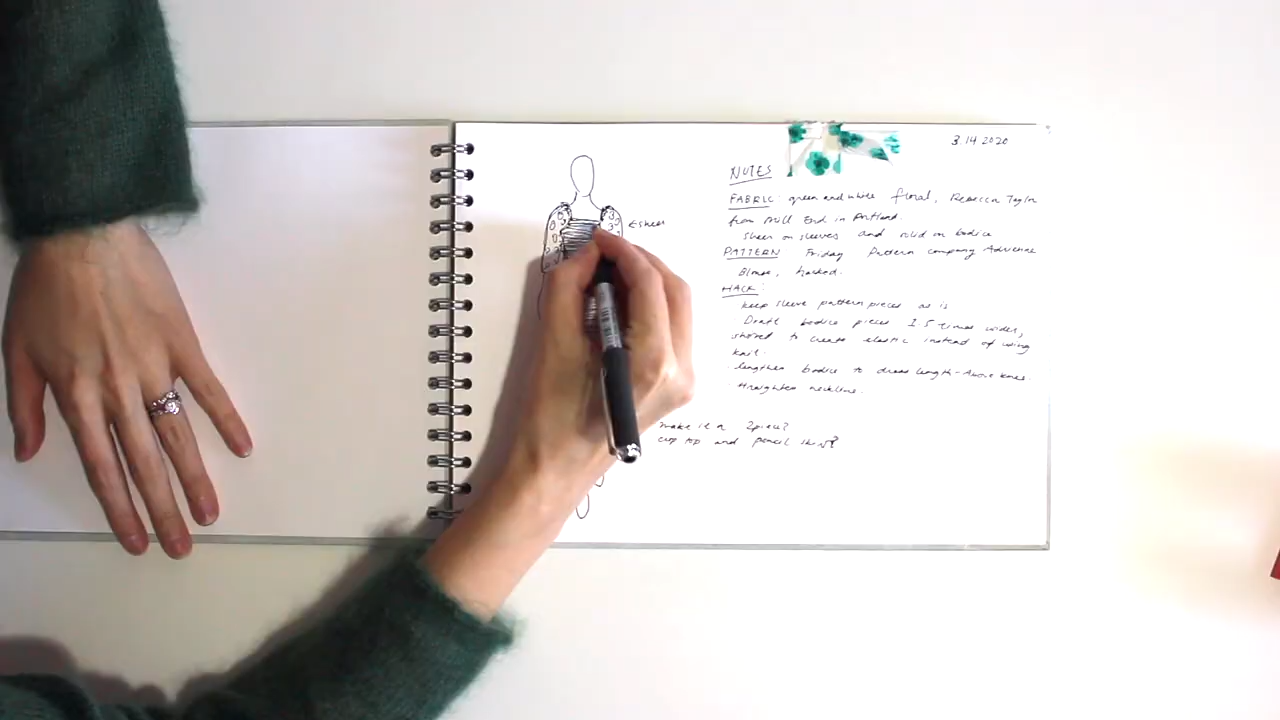 3.14.2020
NOTES
FABRIC: green and white floral, Rebecca Taylor
from Mill End in Portland.
Sheer on sleeves and solid on bodice
← sheer
PATTERN Friday Pattern Company Adrienne
Blouse, hacked.
HACK:
· keep sleeve pattern pieces as is
· Draft bodice pieces 1.5 times wider,
shirred to create elastic instead of using
knit.
· lengthen bodice to dress length - Above knee.
· straighten neckline.
make it a 2 piece?
crop top and pencil skirt?